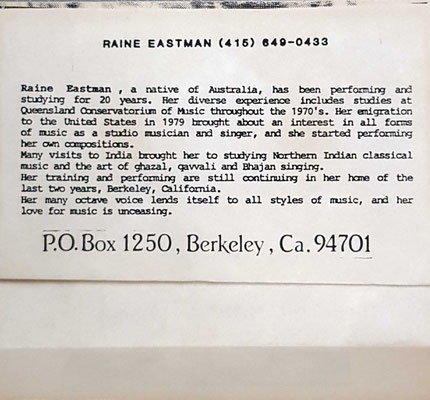 RAINE EASTMAN (415) 649-0433
Raine Eastman , a native of Australia, has been performing and
studying for 20 years. Her diverse experience includes studies at
Queensland Conservatorium of Music throughout the 1970's. Her emigration
to the United States in 1979 brought about an interest in all forms
of music as a studio musician and singer, and she started performing
her own compositions.
Many visits to India brought her to studying Northern Indian classical
music and the art of ghazal, qavvali and Bhajan singing.
Her training and performing are still continuing in her home of the
last two years, Berkeley, California.
Her many octave voice lends itself to all styles of music, and her
love for music is unceasing.
P.O. Box 1250, Berkeley, Ca. 94701